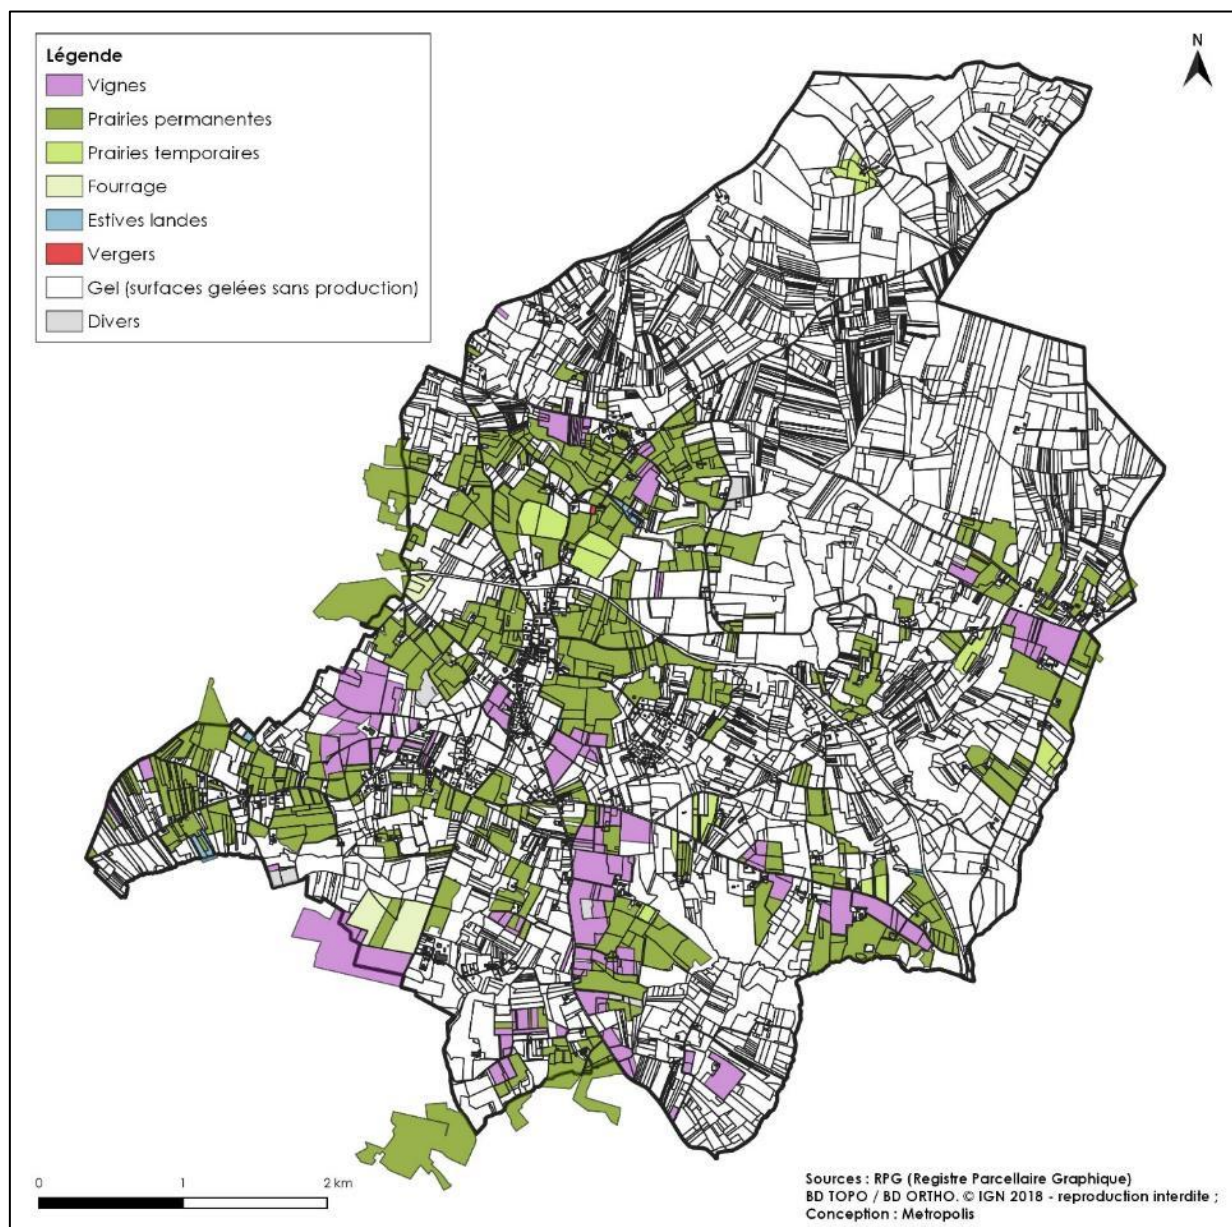 Légende
Vignes
Prairies permanentes
Prairies temporaires
Fourrage
Estives landes
Vergers
Gel (surfaces gelées sans production)
Divers
N
0 1 2 km
Sources : RPG (Registre Parcellaire Graphique)
BD TOPO / BD ORTHO. © IGN 2018 - reproduction interdite ;
Conception : Metropolis